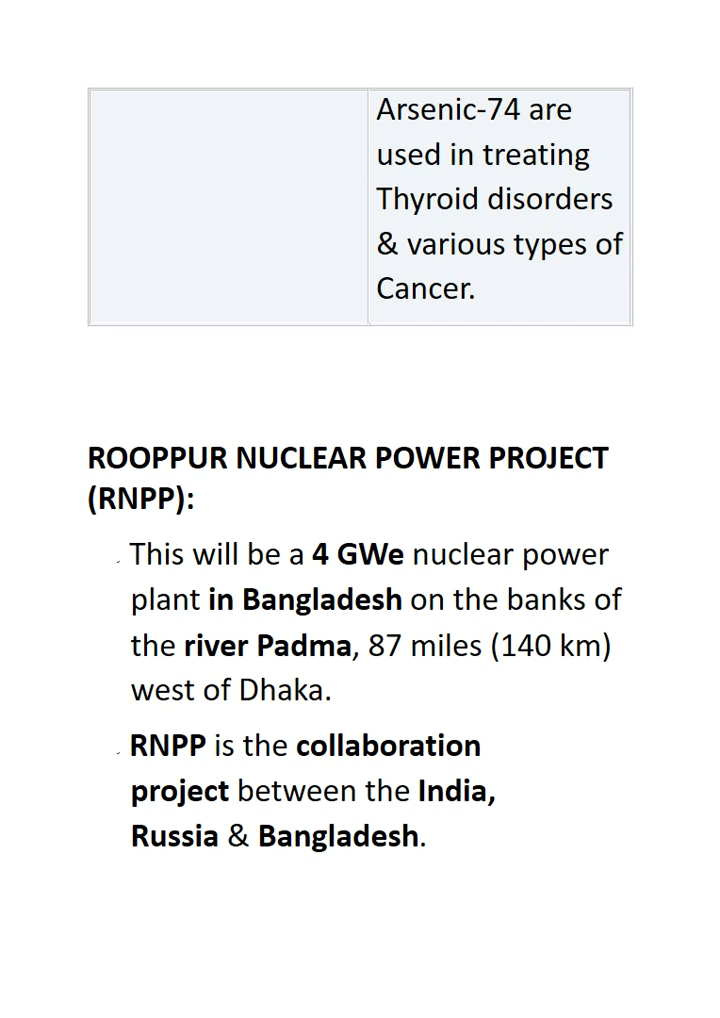 Arsenic-74 are
used in treating
Thyroid disorders
& various types of
Cancer.
ROOPPUR NUCLEAR POWER PROJECT
(RNPP):
This will be a 4 GWe nuclear power
plant in Bangladesh on the banks of
the river Padma, 87 miles (140 km)
west of Dhaka.
RNPP is the collaboration
project between the India,
Russia & Bangladesh.